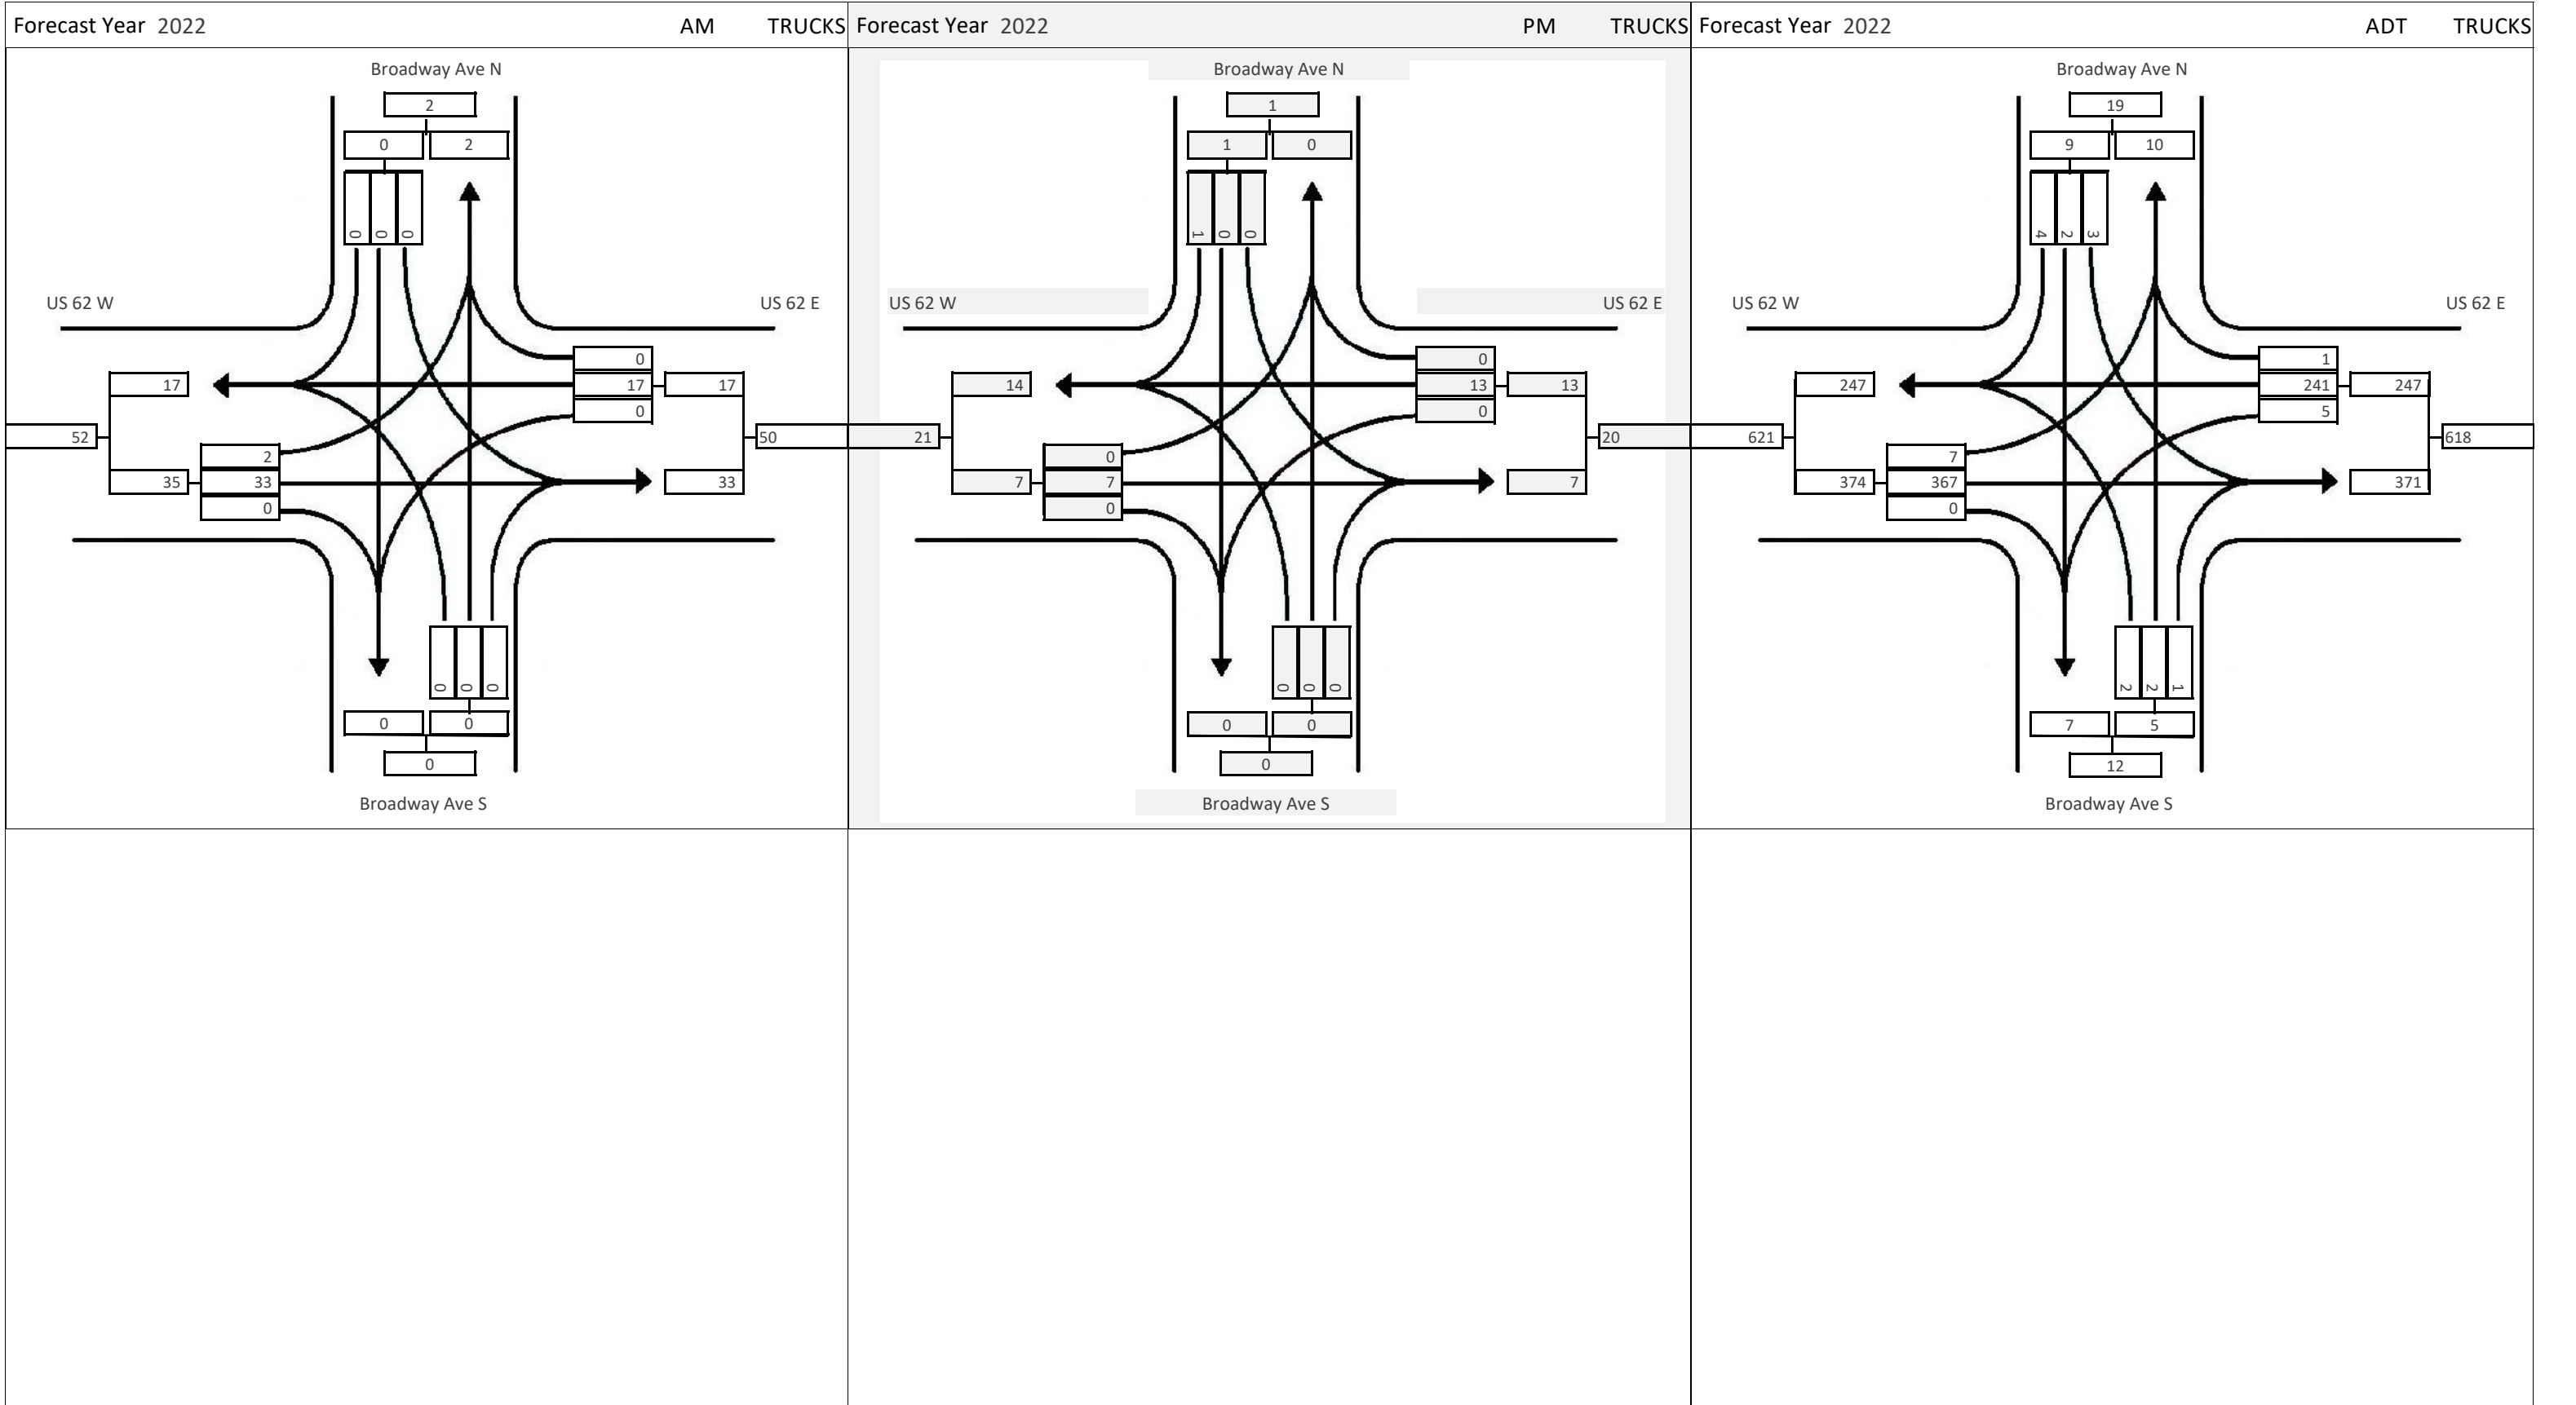 Forecast Year 2022 AM TRUCKS
Broadway Ave N
2
0 2
0 0 0
US 62 W US 62 E
0
17 17 17
0
52 50
2
35 33 33
0
0 0 0
0 0
0
Broadway Ave S
Forecast Year 2022 PM TRUCKS
Broadway Ave N
1
1 0
1 0 0
US 62 W US 62 E
0
14 13 13
0
21 20
0
7 7 7
0
0 0 0
0 0
0
Broadway Ave S
Forecast Year 2022 ADT TRUCKS
Broadway Ave N
19
9 10
4 2 3
US 62 W US 62 E
1
247 241 247
5
621 618
7
374 367 371
0
2 2 1
7 5
12
Broadway Ave S